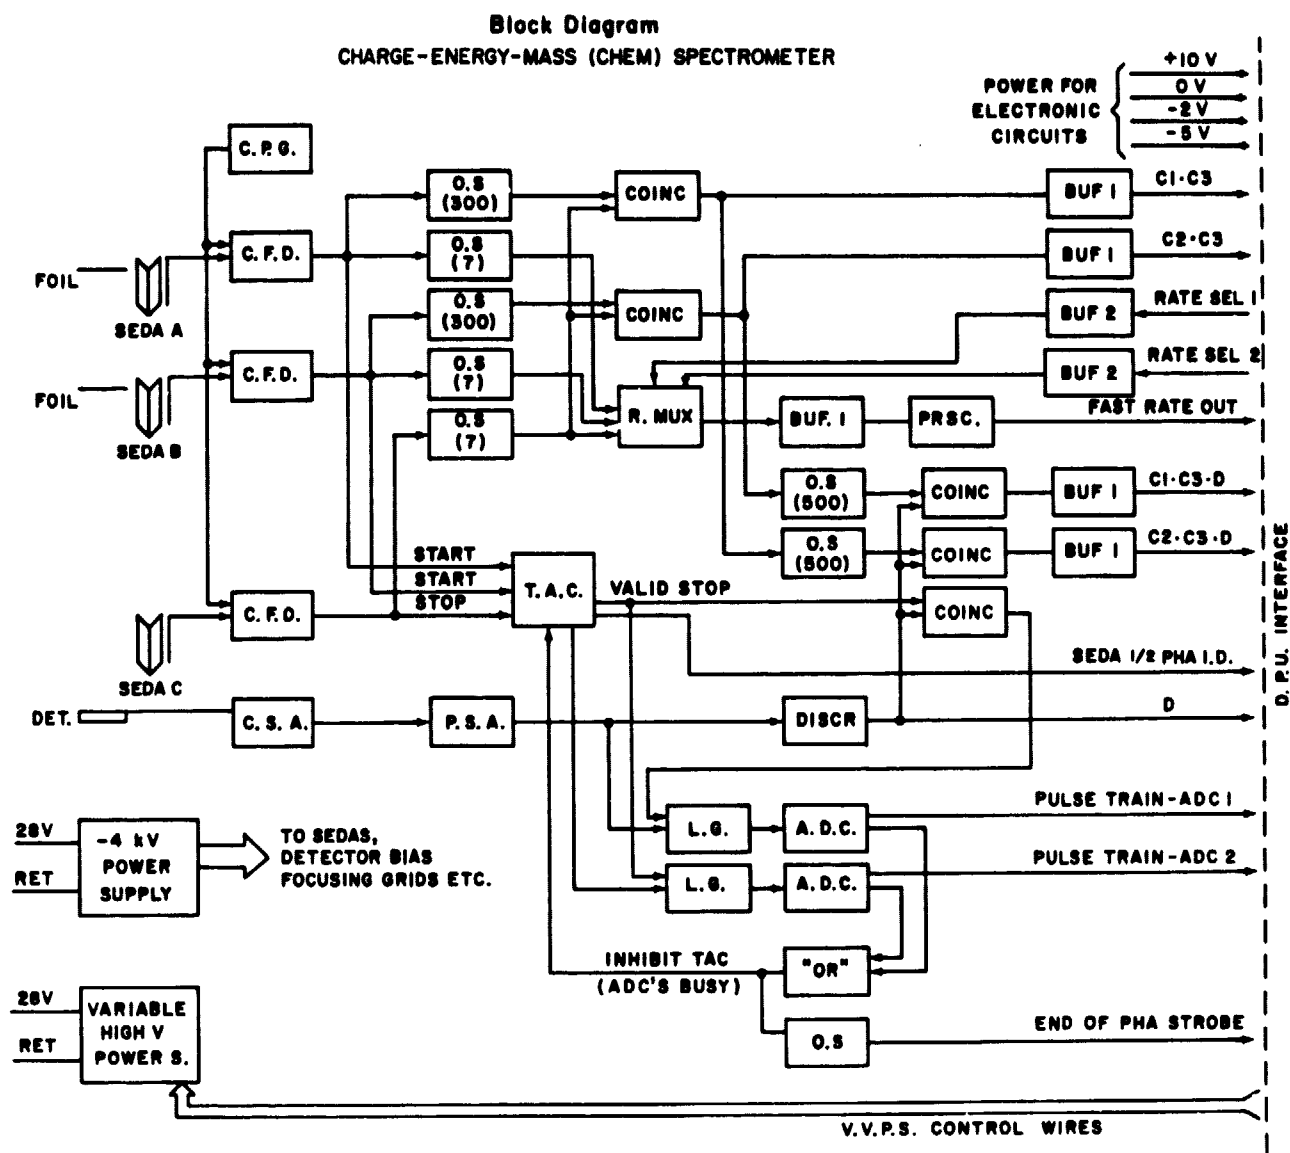 Block Diagram
CHARGE-ENERGY-MASS (CHEM) SPECTROMETER
POWER FOR
ELECTRONIC
CIRCUITS
+10 V
0 V
-2V
-5 V
C.P.G.
O.S
(300)
COINC
BUF 1
C1·C3
C.F.D.
O.S
(7)
BUF 1
C2·C3
FOIL
SEDA A
O.S
(300)
COINC
BUF 2
RATE SEL 1
C.F.D.
O.S
(7)
BUF 2
RATE SEL 2
FOIL
SEDA B
O.S
(7)
R. MUX
BUF. 1
PRSC.
FAST RATE OUT
O.S
(500)
COINC
BUF 1
C1·C3·D
O.S
(500)
COINC
BUF 1
C2·C3·D
START
START
STOP
T.A.C.
VALID STOP
COINC
C.F.D.
SEDA C
SEDA 1/2 PHA I.D.
D.P.U. INTERFACE
DET.
C.S.A.
P.S.A.
DISCR
D
28V
RET
-4 kV
POWER
SUPPLY
TO SEDAS,
DETECTOR BIAS
FOCUSING GRIDS ETC.
L.G.
A.D.C.
PULSE TRAIN-ADC 1
L.G.
A.D.C.
PULSE TRAIN-ADC 2
INHIBIT TAC
(ADC'S BUSY)
"OR"
28V
RET
VARIABLE
HIGH V
POWER S.
O.S
END OF PHA STROBE
V.V.P.S. CONTROL WIRES